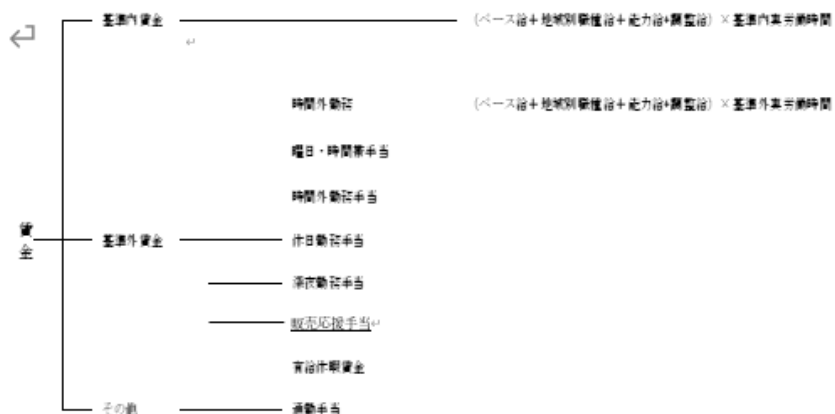 基準内賃金 (ベース給＋地域別職種給＋能力給+調整給) ×基準内実労働時間
時間外勤務 (ベース給＋地域別職種給＋能力給+調整給) ×基準外実労働時間
曜日・時間帯手当
時間外勤務手当
賃金
基準外賃金 休日勤務手当
深夜勤務手当
販売応援手当
有給休暇賃金
その他 通勤手当